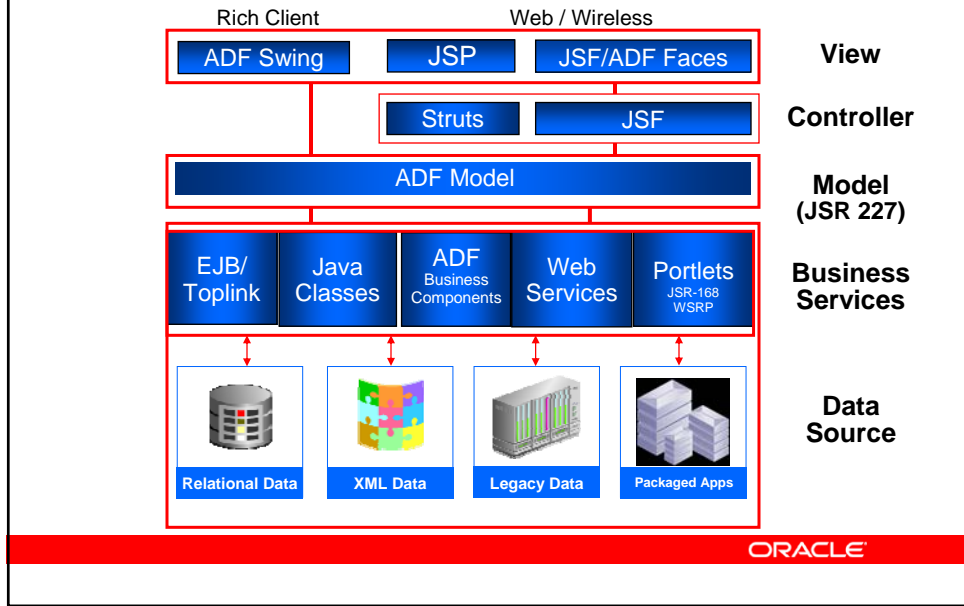 Rich Client
Web / Wireless
ADF Swing
JSP
JSF/ADF Faces
View
Struts
JSF
Controller
ADF Model
Model
(JSR 227)
EJB/
Toplink
Java
Classes
ADF
Business
Components
Web
Services
Portlets
JSR-168
WSRP
Business
Services
Relational Data
XML Data
Legacy Data
Packaged Apps
Data
Source
ORACLE